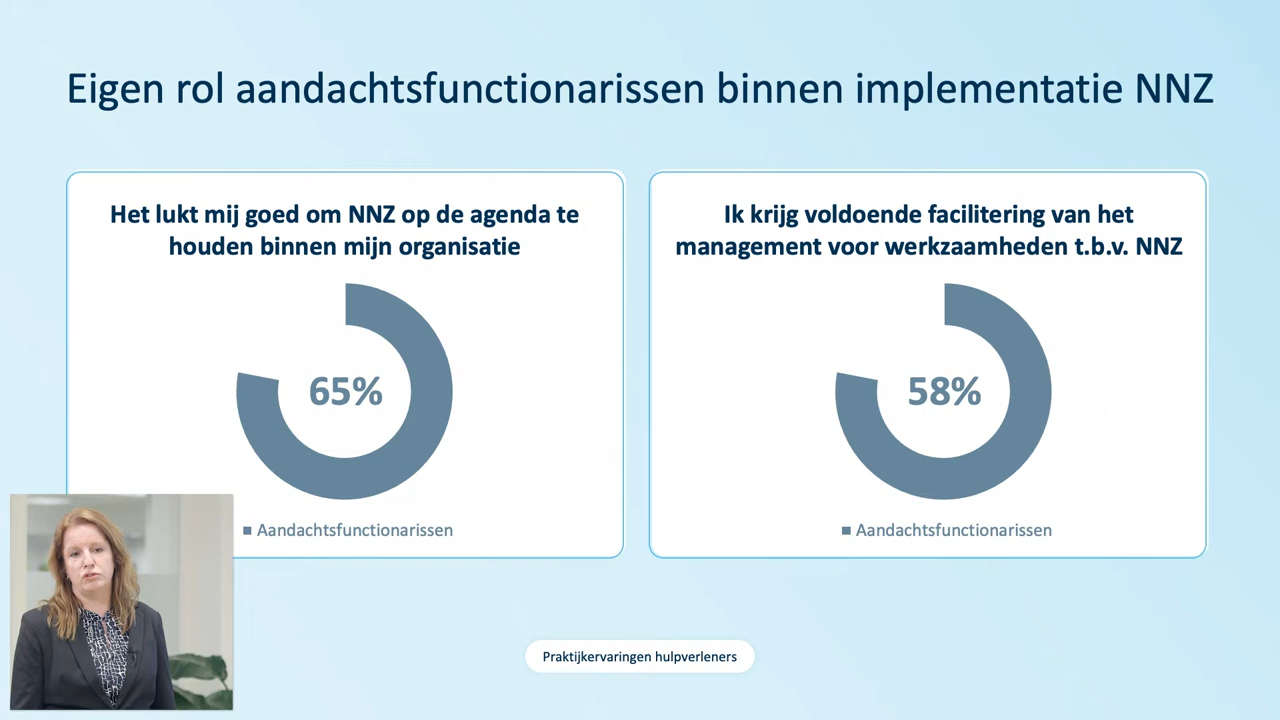 Eigen rol aandachtsfunctionarissen binnen implementatie NNZ
Het lukt mij goed om NNZ op de agenda te
houden binnen mijn organisatie
65%
■ Aandachtsfunctionarissen
Ik krijg voldoende facilitering van het
management voor werkzaamheden t.b.v. NNZ
58%
■ Aandachtsfunctionarissen
Praktijkervaringen hulpverleners